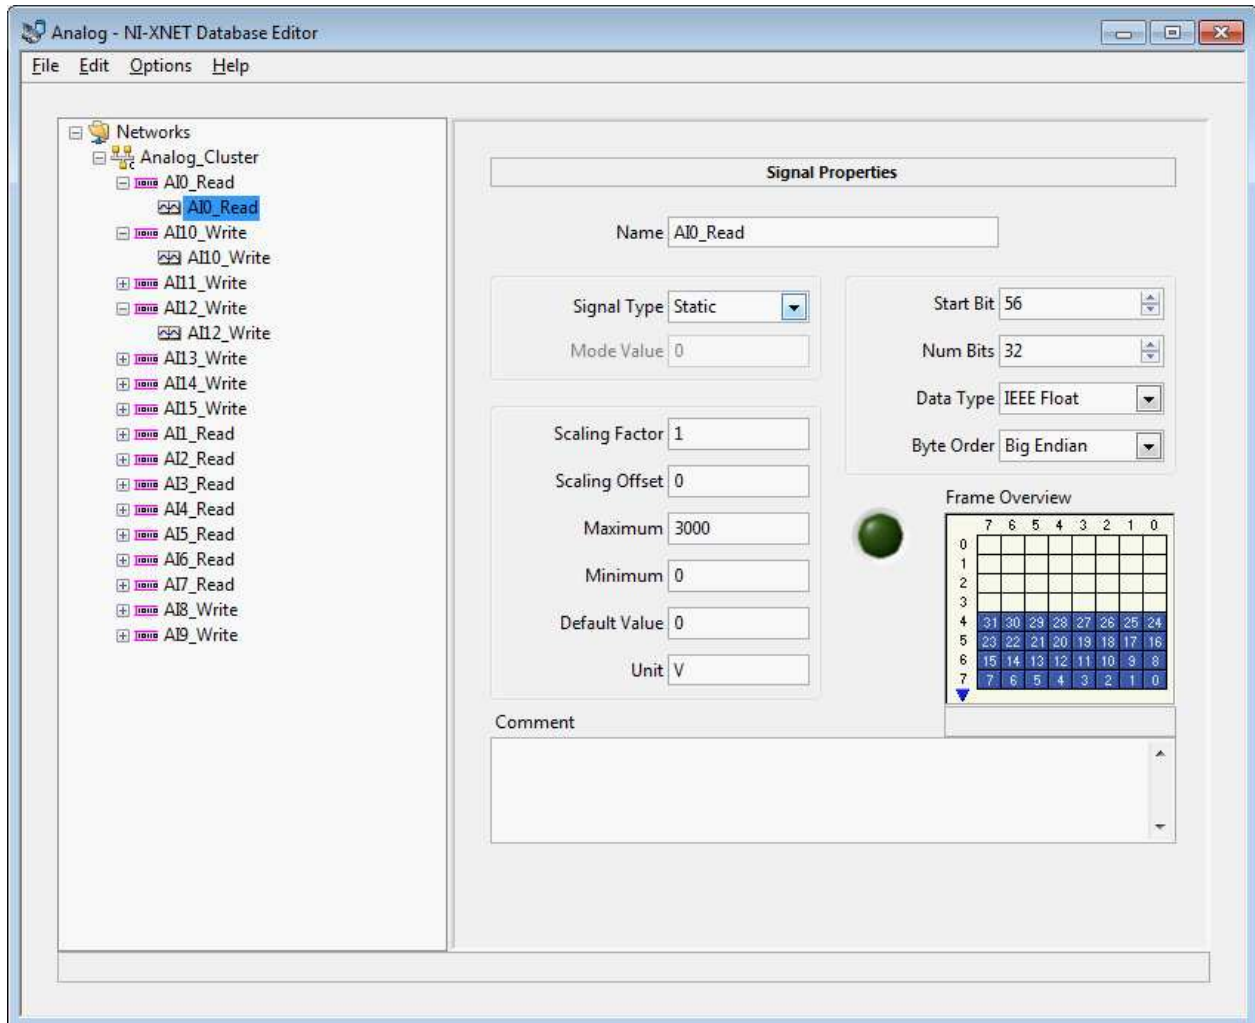 Analog - NI-XNET Database Editor
File Edit Options Help
Networks
Analog_Cluster
AI0_Read
AI0_Read
AI10_Write
AI10_Write
AI11_Write
AI12_Write
AI12_Write
AI13_Write
AI14_Write
AI15_Write
AI1_Read
AI2_Read
AI3_Read
AI4_Read
AI5_Read
AI6_Read
AI7_Read
AI8_Write
AI9_Write
Signal Properties
Name AI0_Read
Signal Type Static
Mode Value 0
Scaling Factor 1
Scaling Offset 0
Maximum 3000
Minimum 0
Default Value 0
Unit V
Start Bit 56
Num Bits 32
Data Type IEEE Float
Byte Order Big Endian
Frame Overview
7 6 5 4 3 2 1 0
0
1
2
3
4 31 30 29 28 27 26 25 24
5 23 22 21 20 19 18 17 16
6 15 14 13 12 11 10 9 8
7 7 6 5 4 3 2 1 0
Comment